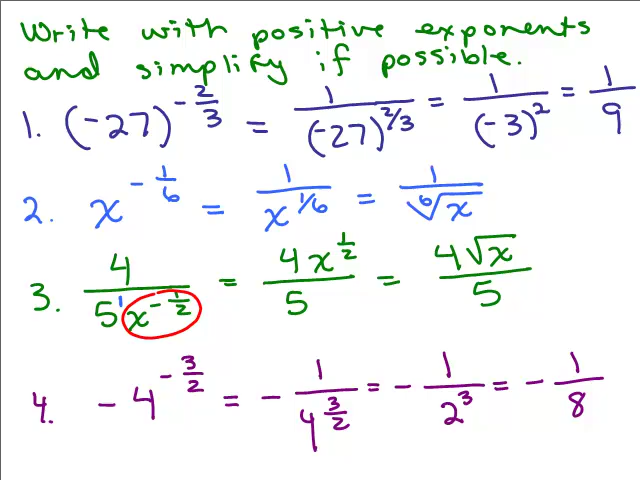 Write with positive exponents
and simplify if possible.
1. (-27)^{-2/3} = 1/(-27)^{2/3} = 1/(-3)^2 = 1/9
2. x^{-1/6} = 1/x^{1/6} = 1/⁶√x
3. 4/(5^1 x^{-1/2}) = 4x^{1/2}/5 = 4√x/5
4. -4^{-3/2} = -1/4^{3/2} = -1/2^3 = -1/8